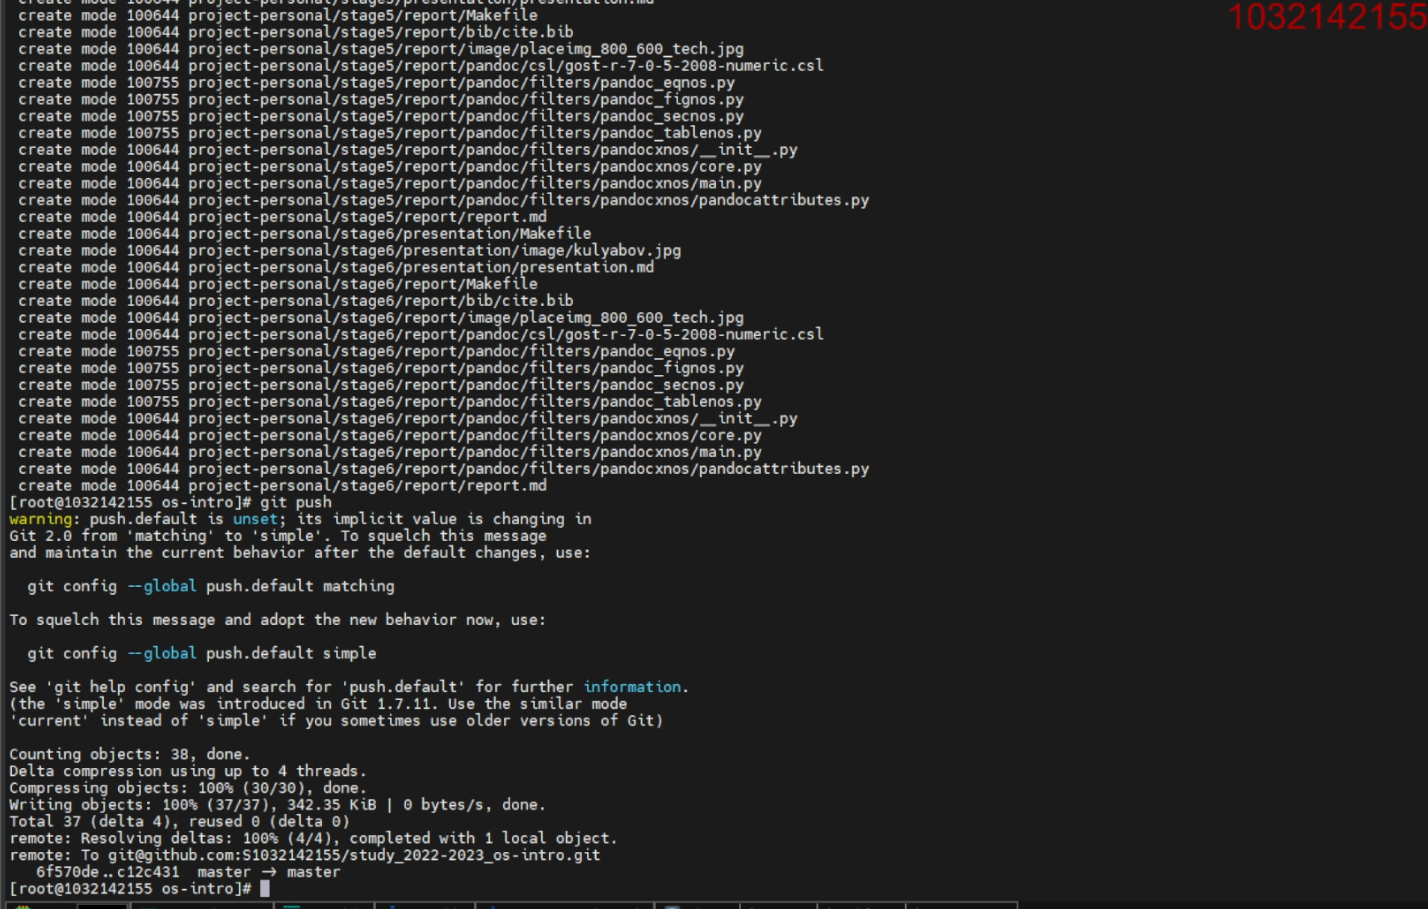 1032142155
create mode 100644 project-personal/stage5/presentation/presentation.md
create mode 100644 project-personal/stage5/report/Makefile
create mode 100644 project-personal/stage5/report/bib/cite.bib
create mode 100644 project-personal/stage5/report/image/placeimg_800_600_tech.jpg
create mode 100644 project-personal/stage5/report/pandoc/csl/gost-r-7-0-5-2008-numeric.csl
create mode 100755 project-personal/stage5/report/pandoc/filters/pandoc_eqnos.py
create mode 100755 project-personal/stage5/report/pandoc/filters/pandoc_fignos.py
create mode 100755 project-personal/stage5/report/pandoc/filters/pandoc_secnos.py
create mode 100755 project-personal/stage5/report/pandoc/filters/pandoc_tablenos.py
create mode 100644 project-personal/stage5/report/pandoc/filters/pandocxnos/__init__.py
create mode 100644 project-personal/stage5/report/pandoc/filters/pandocxnos/core.py
create mode 100644 project-personal/stage5/report/pandoc/filters/pandocxnos/main.py
create mode 100644 project-personal/stage5/report/pandoc/filters/pandocxnos/pandocattributes.py
create mode 100644 project-personal/stage5/report/report.md
create mode 100644 project-personal/stage6/presentation/Makefile
create mode 100644 project-personal/stage6/presentation/image/kulyabov.jpg
create mode 100644 project-personal/stage6/presentation/presentation.md
create mode 100644 project-personal/stage6/report/Makefile
create mode 100644 project-personal/stage6/report/bib/cite.bib
create mode 100644 project-personal/stage6/report/image/placeimg_800_600_tech.jpg
create mode 100644 project-personal/stage6/report/pandoc/csl/gost-r-7-0-5-2008-numeric.csl
create mode 100755 project-personal/stage6/report/pandoc/filters/pandoc_eqnos.py
create mode 100755 project-personal/stage6/report/pandoc/filters/pandoc_fignos.py
create mode 100755 project-personal/stage6/report/pandoc/filters/pandoc_secnos.py
create mode 100755 project-personal/stage6/report/pandoc/filters/pandoc_tablenos.py
create mode 100644 project-personal/stage6/report/pandoc/filters/pandocxnos/__init__.py
create mode 100644 project-personal/stage6/report/pandoc/filters/pandocxnos/core.py
create mode 100644 project-personal/stage6/report/pandoc/filters/pandocxnos/main.py
create mode 100644 project-personal/stage6/report/pandoc/filters/pandocxnos/pandocattributes.py
create mode 100644 project-personal/stage6/report/report.md
[root@1032142155 os-intro]# git push
warning: push.default is unset; its implicit value is changing in
Git 2.0 from 'matching' to 'simple'. To squelch this message
and maintain the current behavior after the default changes, use:
git config --global push.default matching
To squelch this message and adopt the new behavior now, use:
git config --global push.default simple
See 'git help config' and search for 'push.default' for further information.
(the 'simple' mode was introduced in Git 1.7.11. Use the similar mode
'current' instead of 'simple' if you sometimes use older versions of Git)
Counting objects: 38, done.
Delta compression using up to 4 threads.
Compressing objects: 100% (30/30), done.
Writing objects: 100% (37/37), 342.35 KiB | 0 bytes/s, done.
Total 37 (delta 4), reused 0 (delta 0)
remote: Resolving deltas: 100% (4/4), completed with 1 local object.
remote: To git@github.com:S1032142155/study_2022-2023_os-intro.git
6f570de..c12c431 master -> master
[root@1032142155 os-intro]#